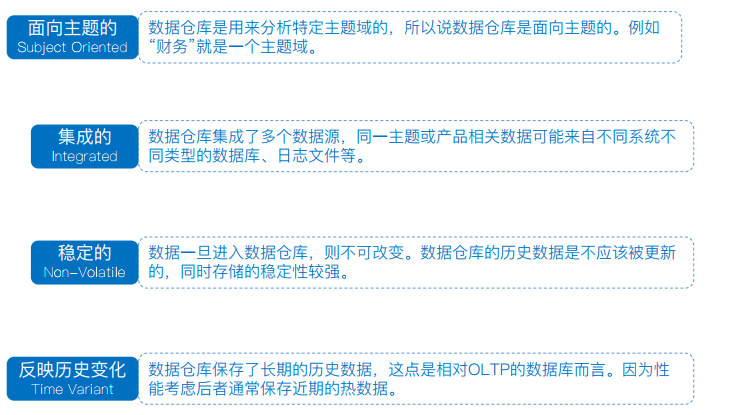 面向主题的
Subject Oriented
数据仓库是用来分析特定主题域的，所以说数据仓库是面向主题的。例如
“财务”就是一个主题域。
集成的
Integrated
数据仓库集成了多个数据源，同一主题或产品相关数据可能来自不同系统不
同类型的数据库、日志文件等。
稳定的
Non-Volatile
数据一旦进入数据仓库，则不可改变。数据仓库的历史数据是不应该被更新
的，同时存储的稳定性较强。
反映历史变化
Time Variant
数据仓库保存了长期的历史数据，这点是相对OLTP的数据库而言。因为性
能考虑后者通常保存近期的热数据。